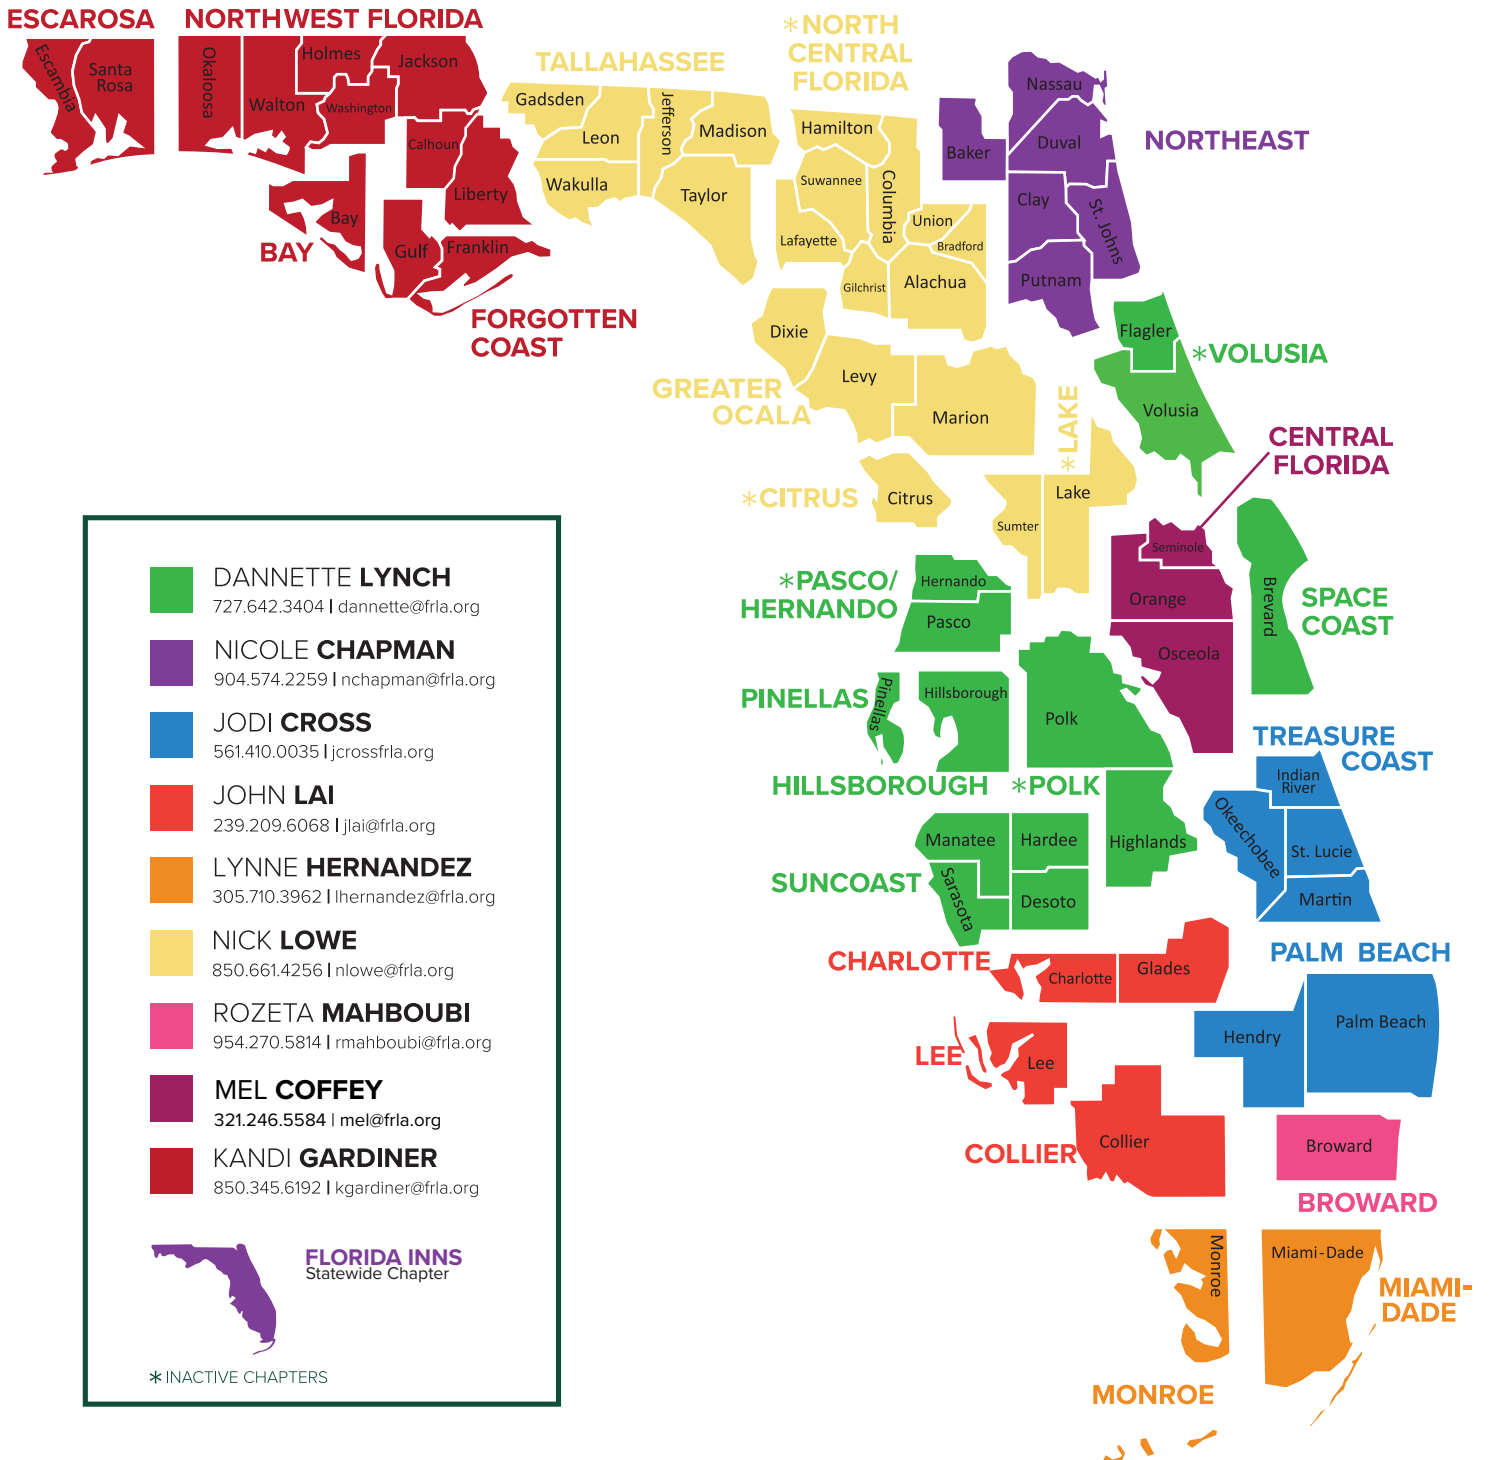 ESCAROSA
NORTHWEST FLORIDA
Escambia
Santa
Rosa
Okaloosa
Walton
Holmes
Washington
Jackson
Calhoun
Liberty
Bay
BAY
Gulf
Franklin
FORGOTTEN
COAST
TALLAHASSEE
Gadsden
Leon
Jefferson
Madison
Wakulla
Taylor
*NORTH
CENTRAL
FLORIDA
Hamilton
Suwannee
Columbia
Lafayette
Union
Bradford
Gilchrist
Alachua
Nassau
Baker
Duval
Clay
St. Johns
Putnam
NORTHEAST
Dixie
Levy
Marion
GREATER
OCALA
*LAKE
Flagler
Volusia
*VOLUSIA
CENTRAL
FLORIDA
*CITRUS
Citrus
Sumter
Lake
Seminole
Orange
Osceola
Brevard
SPACE
COAST
*PASCO/
HERNANDO
Hernando
Pasco
PINELLAS
Pinellas
Hillsborough
Polk
HILLSBOROUGH
*POLK
TREASURE
COAST
Indian
River
Okeechobee
St. Lucie
Martin
Manatee
Hardee
Highlands
SUNCOAST
Sarasota
Desoto
CHARLOTTE
Charlotte
Glades
PALM BEACH
Hendry
Palm Beach
LEE
Lee
COLLIER
Collier
Broward
BROWARD
Monroe
Miami-Dade
MIAMI-
DADE
MONROE
DANNETTE LYNCH
727.642.3404 | dannette@frla.org
NICOLE CHAPMAN
904.574.2259 | nchapman@frla.org
JODI CROSS
561.410.0035 | jcrossfrla.org
JOHN LAI
239.209.6068 | jlai@frla.org
LYNNE HERNANDEZ
305.710.3962 | lhernandez@frla.org
NICK LOWE
850.661.4256 | nlowe@frla.org
ROZETA MAHBOUBI
954.270.5814 | rmahboubi@frla.org
MEL COFFEY
321.246.5584 | mel@frla.org
KANDI GARDINER
850.345.6192 | kgardiner@frla.org
FLORIDA INNS
Statewide Chapter
* INACTIVE CHAPTERS